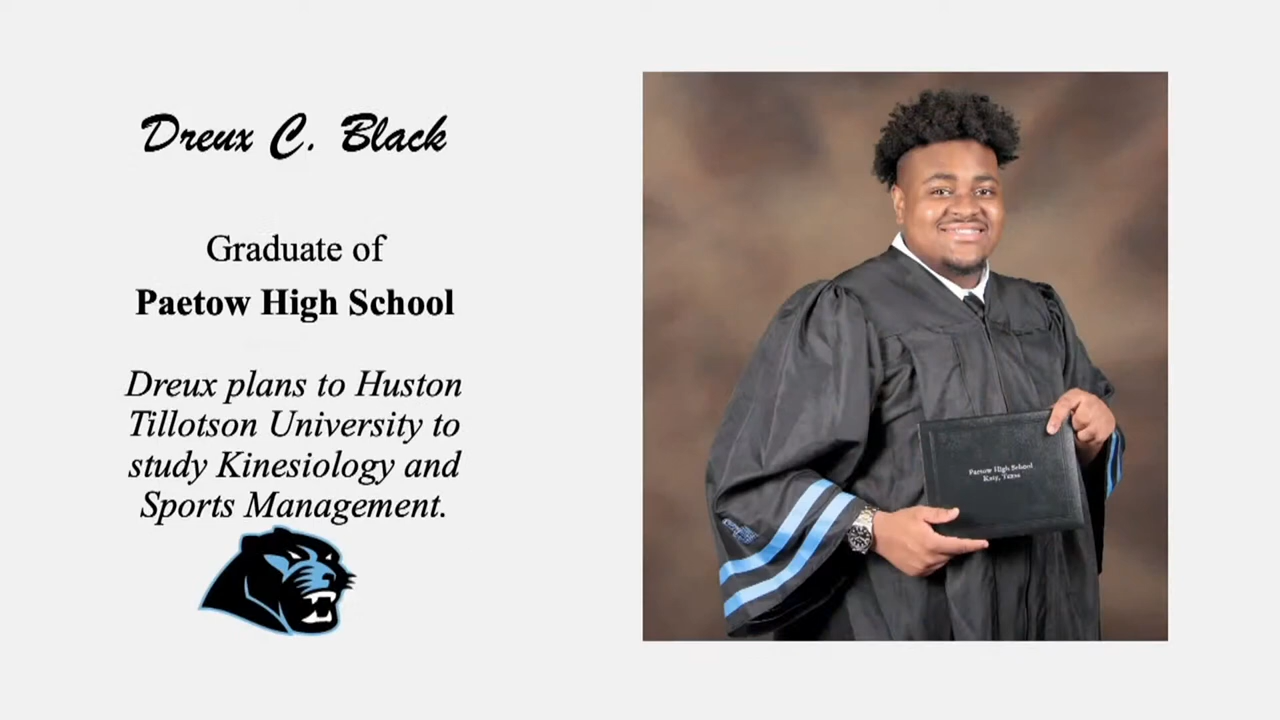 Dreux C. Black
Graduate of
Paetow High School
Dreux plans to Huston
Tillotson University to
study Kinesiology and
Sports Management.
Paetow High School
Katy, Texas